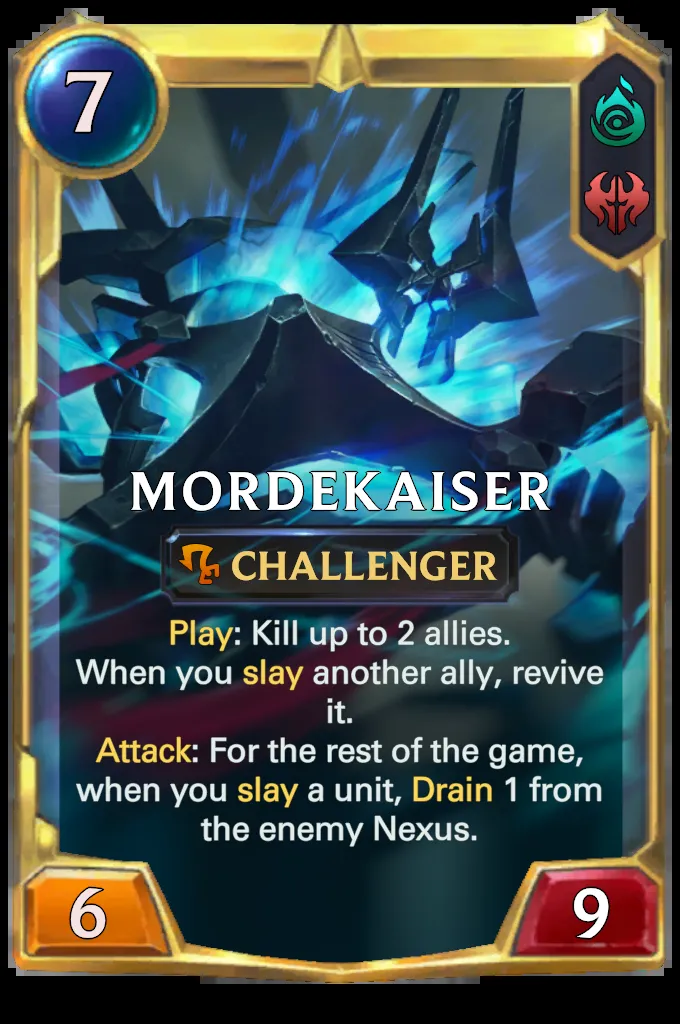 7
MORDEKAISER
CHALLENGER
Play: Kill up to 2 allies.
When you slay another ally, revive
it.
Attack: For the rest of the game,
when you slay a unit, Drain 1 from
the enemy Nexus.
6
9